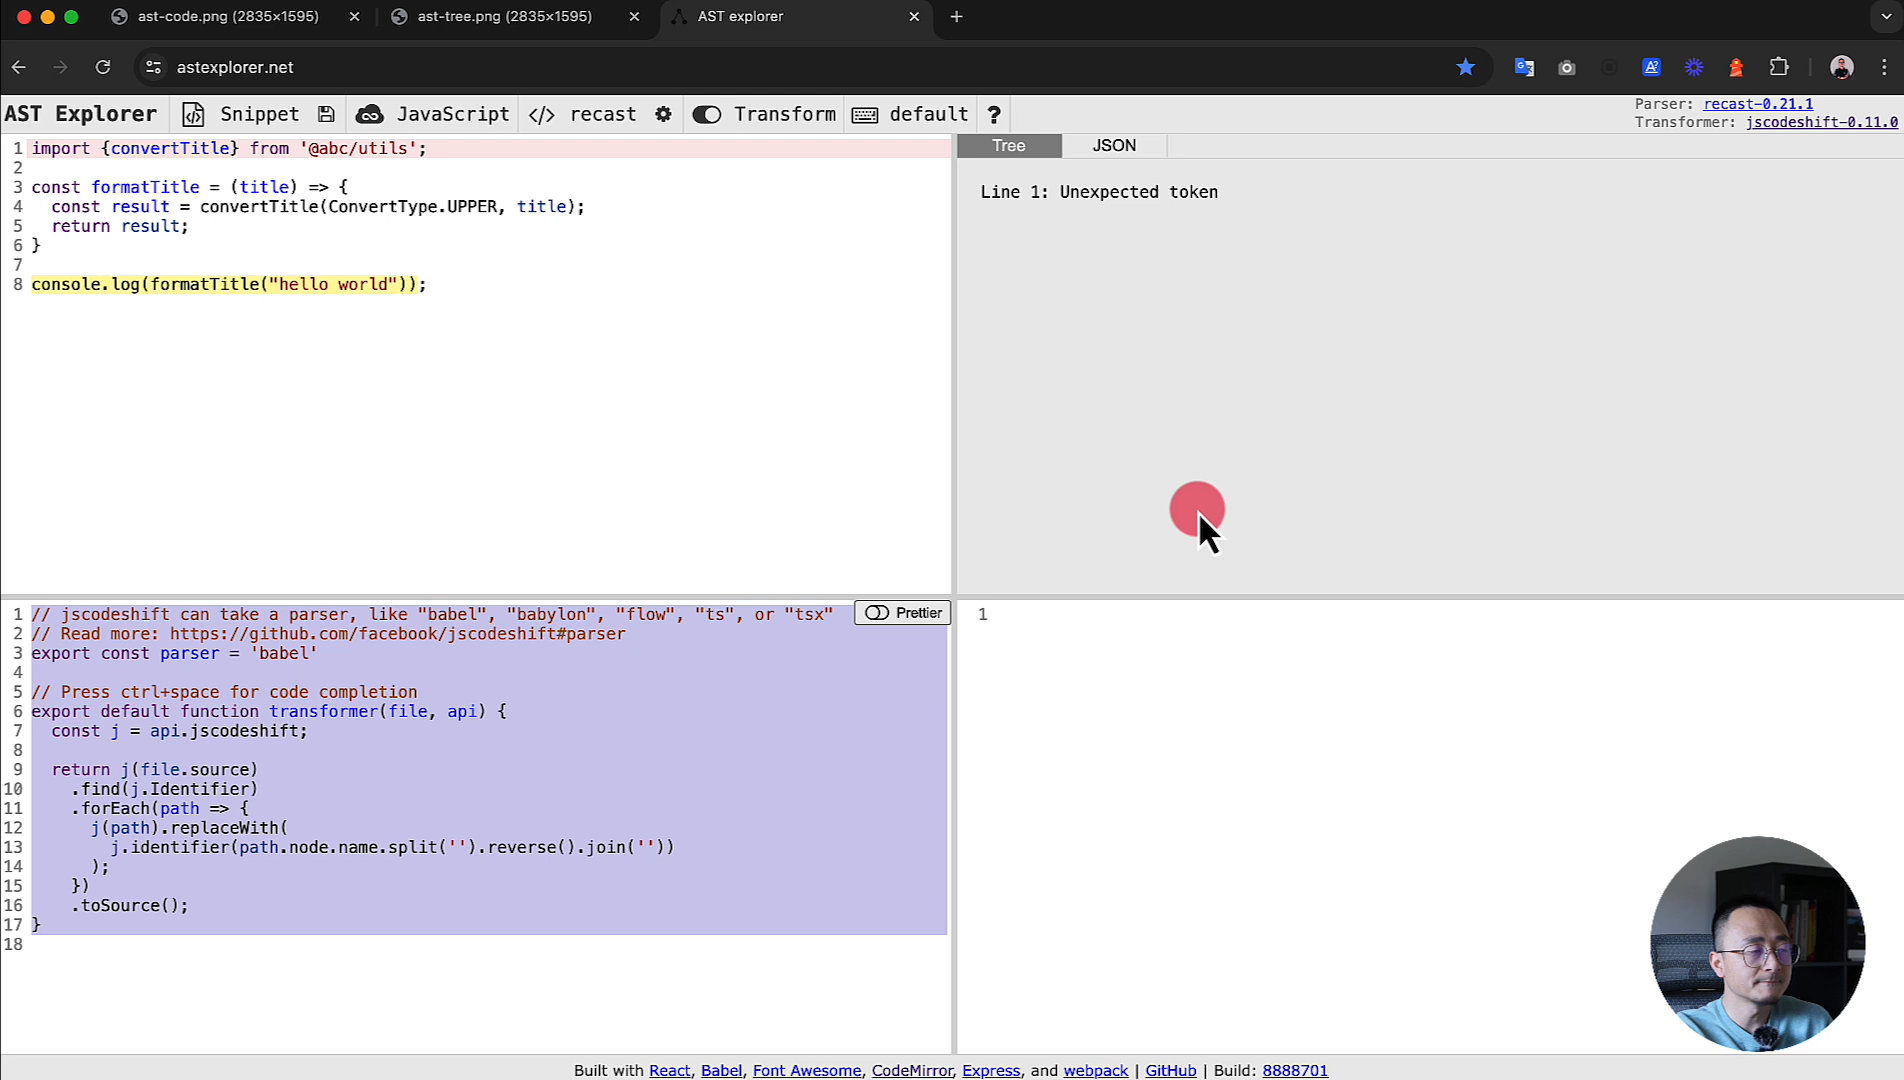 ast-code.png (2835×1595)
ast-tree.png (2835×1595)
AST explorer
astexplorer.net
AST Explorer
Snippet
JavaScript
</> recast
Transform
default
?
Parser: recast-0.21.1
Transformer: jscodeshift-0.11.0
1 import {convertTitle} from '@abc/utils';
2
3 const formatTitle = (title) => {
4   const result = convertTitle(ConvertType.UPPER, title);
5   return result;
6 }
7
8 console.log(formatTitle("hello world"));
Tree
JSON
Line 1: Unexpected token
1 // jscodeshift can take a parser, like "babel", "babylon", "flow", "ts", or "tsx"
2 // Read more: https://github.com/facebook/jscodeshift#parser
3 export const parser = 'babel'
4
5 // Press ctrl+space for code completion
6 export default function transformer(file, api) {
7   const j = api.jscodeshift;
8
9   return j(file.source)
10     .find(j.Identifier)
11     .forEach(path => {
12       j(path).replaceWith(
13         j.identifier(path.node.name.split('').reverse().join(''))
14       );
15     })
16     .toSource();
17 }
18
Prettier
1
Built with React, Babel, Font Awesome, CodeMirror, Express, and webpack | GitHub | Build: 8888701